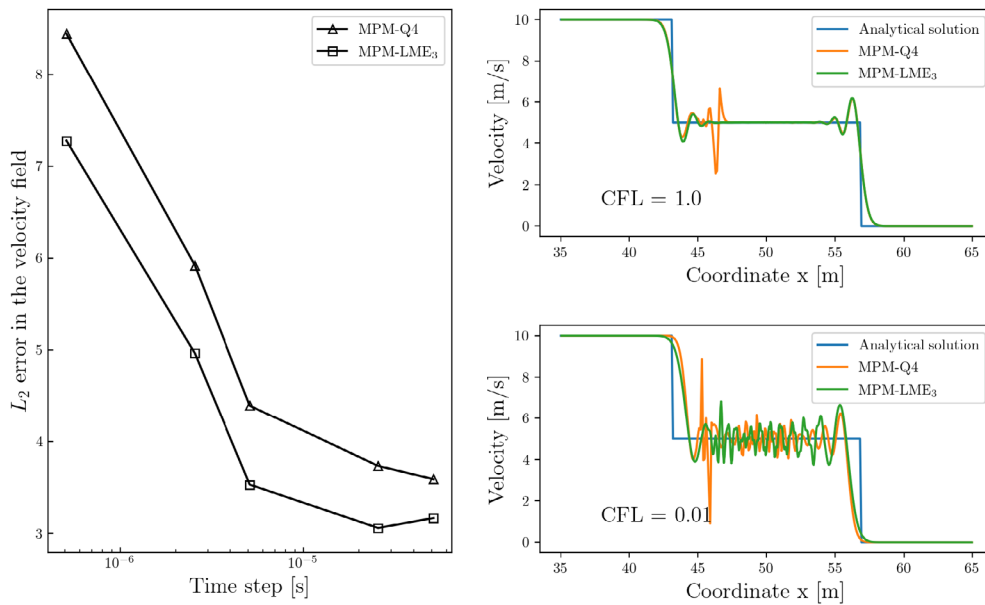 8
7
6
5
4
3
10⁻⁶
10⁻⁵
L₂ error in the velocity field
Time step [s]
MPM-Q4
MPM-LME₃
10
8
6
4
2
0
35
40
45
50
55
60
65
Velocity [m/s]
Coordinate x [m]
Analytical solution
MPM-Q4
MPM-LME₃
CFL = 1.0
10
8
6
4
2
0
35
40
45
50
55
60
65
Velocity [m/s]
Coordinate x [m]
Analytical solution
MPM-Q4
MPM-LME₃
CFL = 0.01